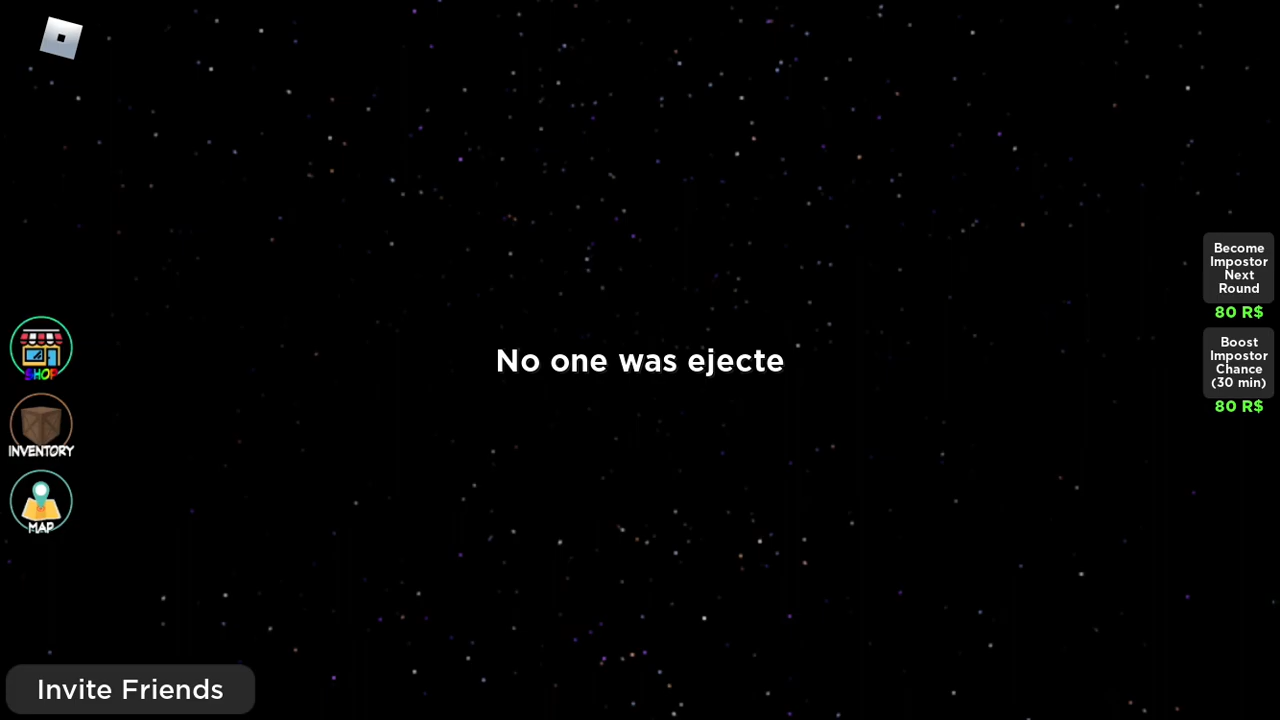 Become
Impostor
Next
Round
80 R$
Boost
Impostor
Chance
(30 min)
80 R$
No one was ejecte
SHOP
INVENTORY
MAP
Invite Friends